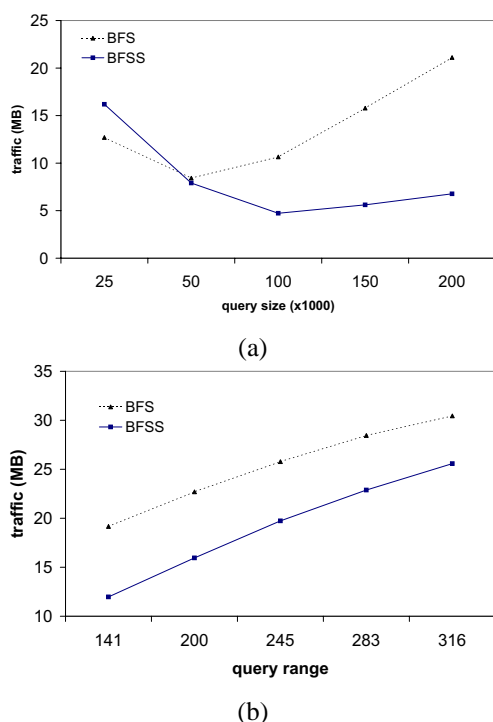 25
BFS
BFSS
20
15
10
5
0
traffic (MB)
25 50 100 150 200
query size (x1000)
(a)
35
BFS
BFSS
30
25
20
15
10
traffic (MB)
141 200 245 283 316
query range
(b)